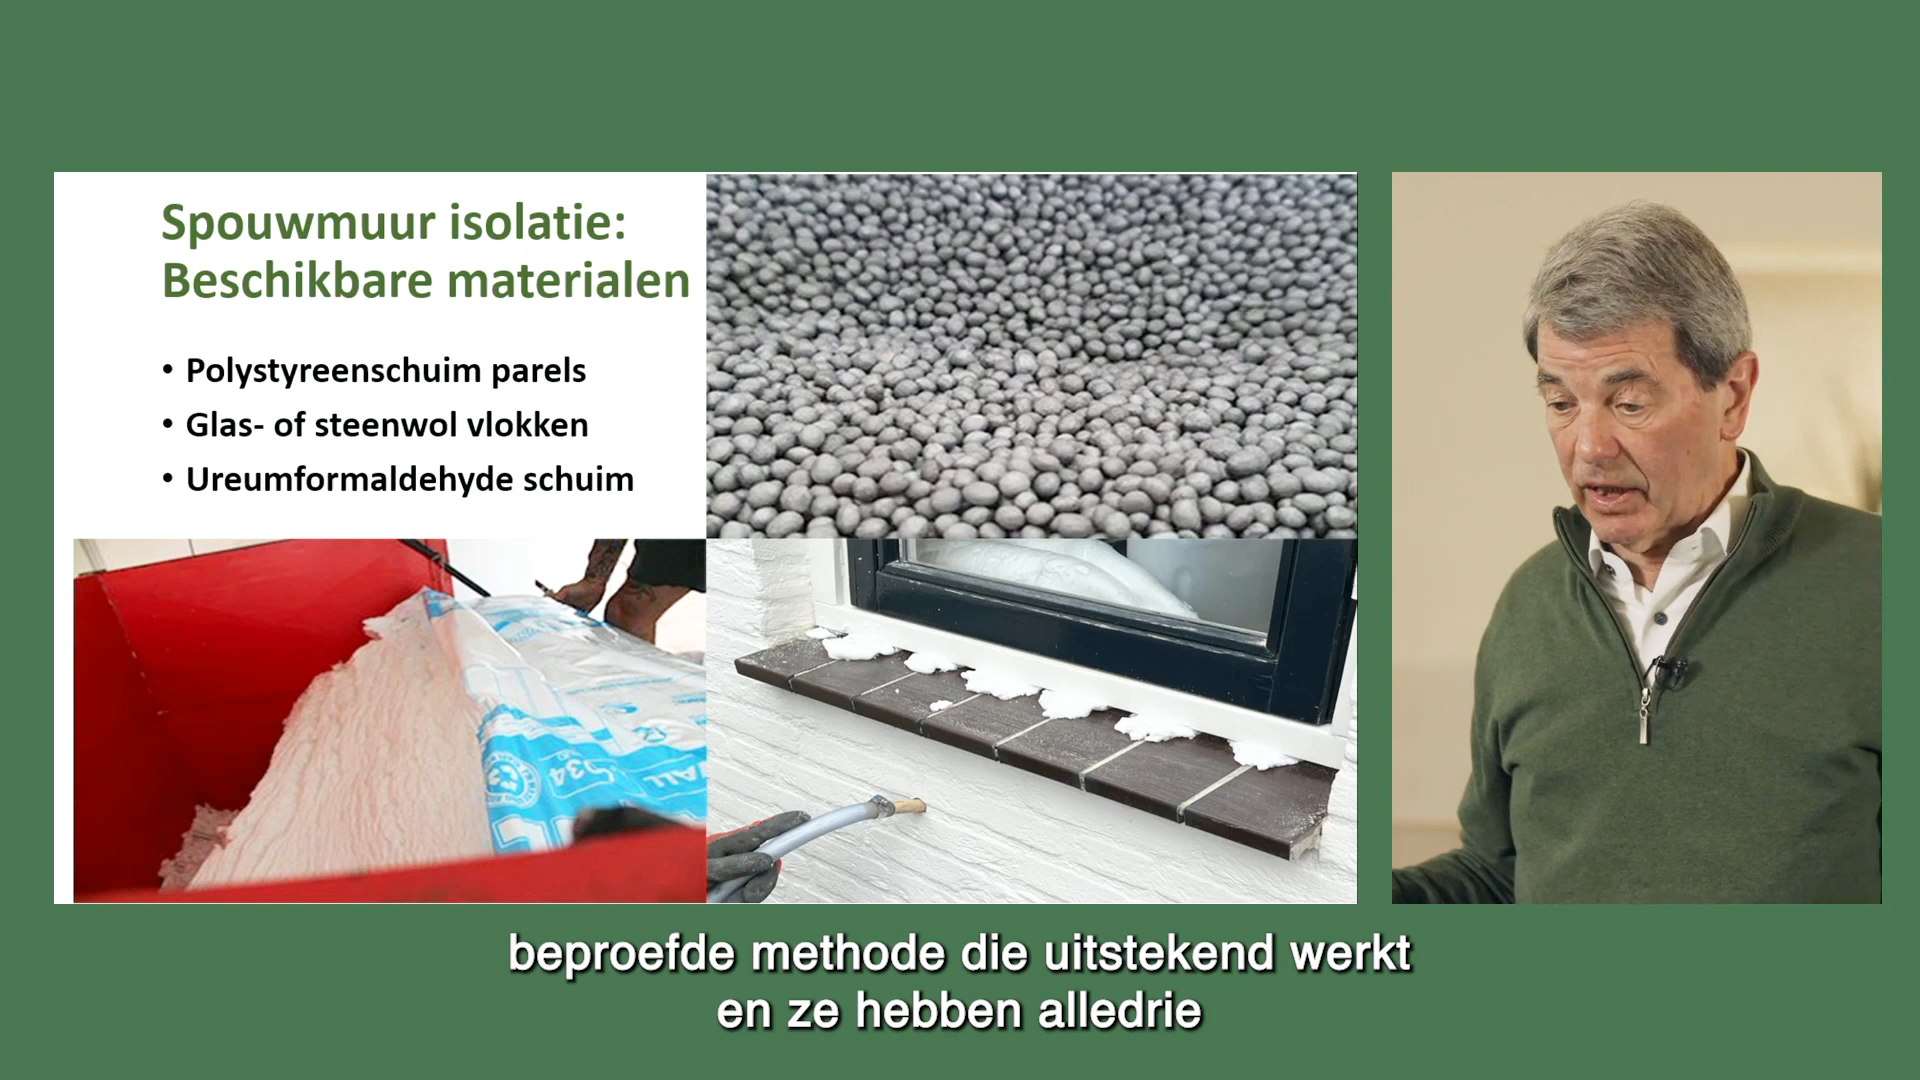 Spouwmuur isolatie:
Beschikbare materialen
• Polystyreenschuim parels
• Glas- of steenwol vlokken
• Ureumformaldehyde schuim
034
beproefde methode die uitstekend werkt
en ze hebben alledrie